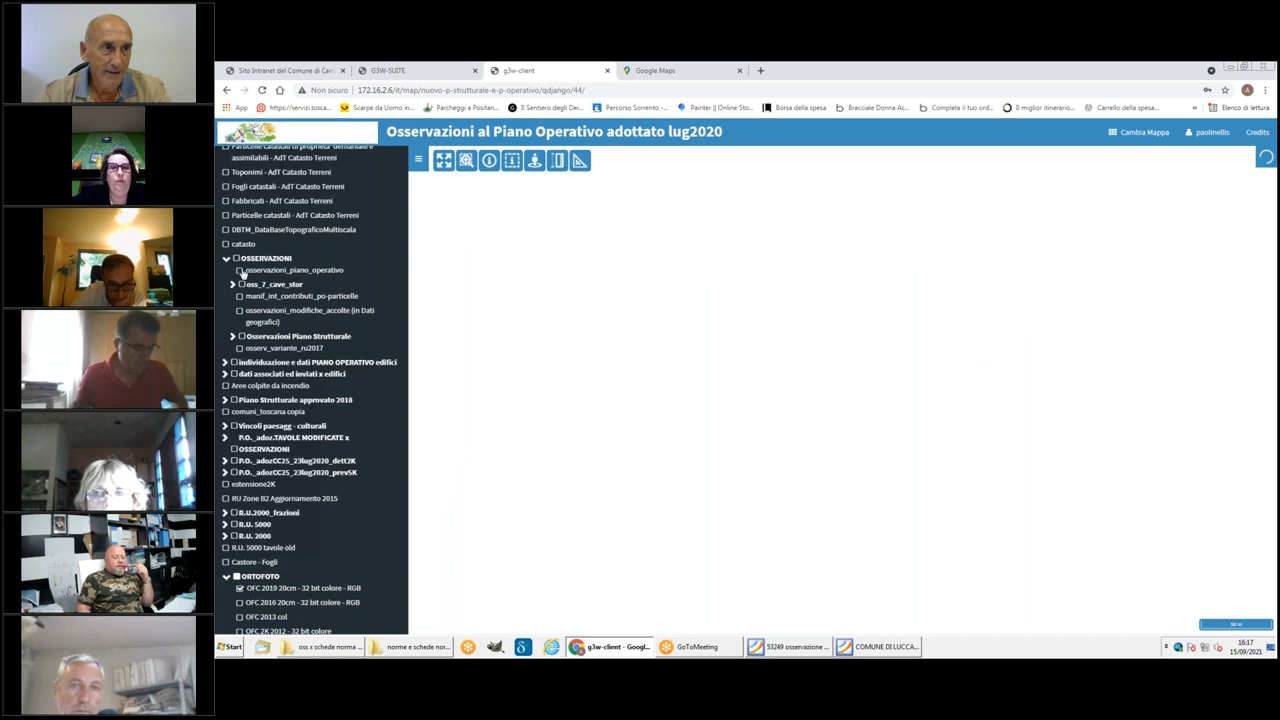 Sito Intranet del Comune di Cam
G3W-SUITE
g3w-client
Google Maps
Non sicuro
172.16.2.6/it/map/nuovo-p-strutturale-e-p-operativo/qdjango/44/
App
https://servizi.tosca...
Scarpe da Uomo in...
Parcheggi a Positan...
Il Sentiero degli Dei...
Percorso Sorrento -...
Painter || Online Sto...
Borsa della spesa
Bracciale Donna Ac...
Completa il tuo ord...
Il miglior itinerario...
Carrello della spesa...
»
Elenco di lettura
Osservazioni al Piano Operativo adottato lug2020
Cambia Mappa
paolinellis
Credits
assimilabili - AdT Catasto Terreni
Toponimi - AdT Catasto Terreni
Fogli catastali - AdT Catasto Terreni
Fabbricati - AdT Catasto Terreni
Particelle catastali - AdT Catasto Terreni
DBTM_DataBaseTopograficoMultiscala
catasto
OSSERVAZIONI
osservazioni_piano_operativo
oss_7_cave_stor
manif_int_contributi_po-particelle
osservazioni_modifiche_accolte (in Dati
geografici)
Osservazioni Piano Strutturale
osserv_variante_ru2017
individuazione e dati PIANO OPERATIVO edifici
dati associati ed inviati x edifici
Aree colpite da incendio
Piano Strutturale approvato 2018
comuni_toscana copia
Vincoli paesagg - culturali
P.O._adoz.TAVOLE MODIFICATE x
OSSERVAZIONI
P.O._adozCC25_23lug2020_dett2K
P.O._adozCC25_23lug2020_prev5K
estensione2K
RU Zone B2 Aggiornamento 2015
R.U.2000_frazioni
R.U. 5000
R.U. 2000
R.U. 5000 tavole old
Castore - Fogli
ORTOFOTO
OFC 2019 20cm - 32 bit colore - RGB
OFC 2016 20cm - 32 bit colore - RGB
OFC 2013 col
OFC 2K 2012 - 32 bit colore
50 m
Start
oss x schede norma ...
norme e schede nor...
g3w-client - Googl...
GoToMeeting
53249 osservazione ...
COMUNE DI LUCCA...
16:17
15/09/2021